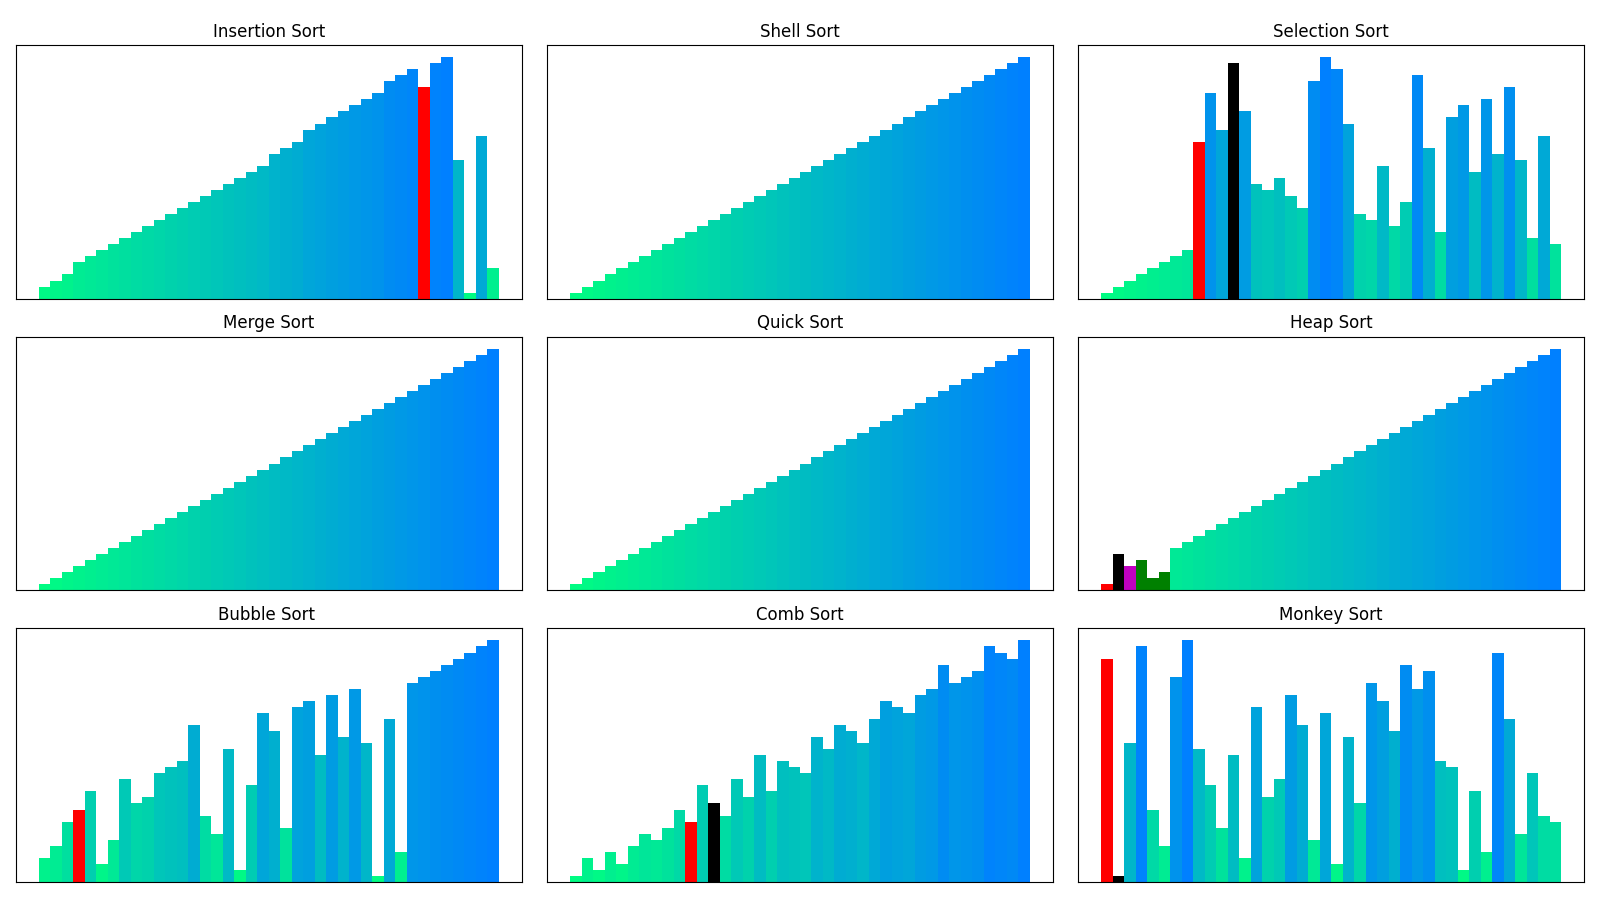 Insertion Sort
Shell Sort
Selection Sort
Merge Sort
Quick Sort
Heap Sort
Bubble Sort
Comb Sort
Monkey Sort